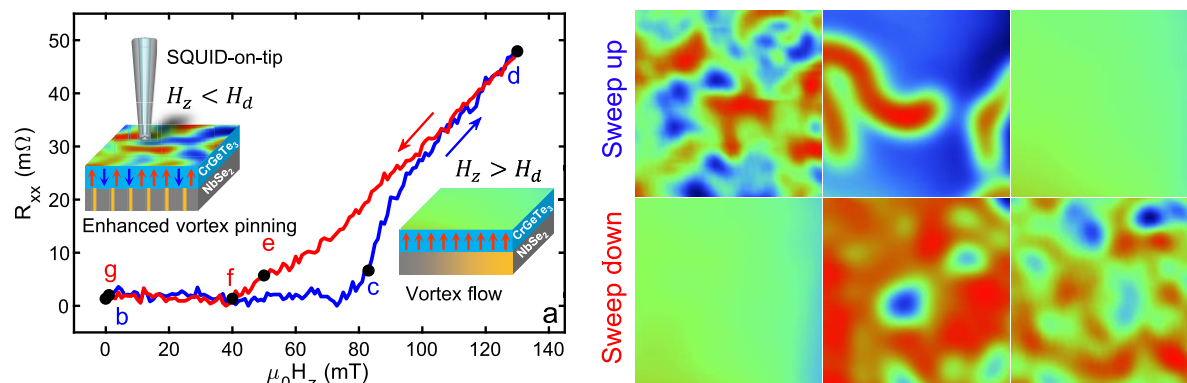 SQUID-on-tip
H_z < H_d
CrGeTe₃
NbSe₂
Enhanced vortex pinning
H_z > H_d
CrGeTe₃
NbSe₂
Vortex flow
g
b
f
e
c
d
a
R_xx (mΩ)
50
40
30
20
10
0
0 20 40 60 80 100 120 140
μ₀H_z (mT)
Sweep up
Sweep down